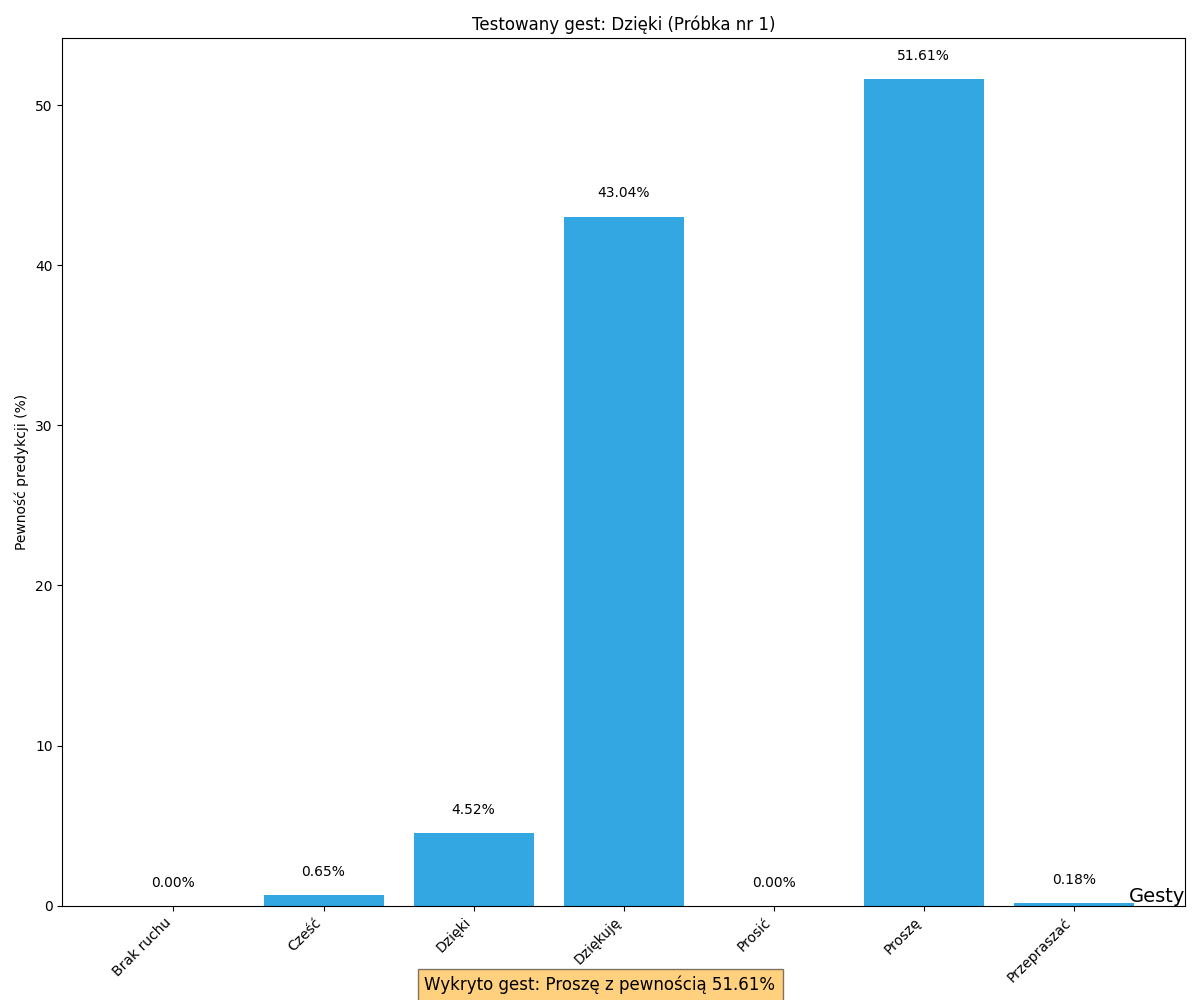 Testowany gest: Dzięki (Próbka nr 1)
51.61%
50
43.04%
40
30
Pewność predykcji (%)
20
10
4.52%
0.65%
0.00%
0.00%
0.18%
0
Gesty
Brak ruchu
Cześć
Dzięki
Dziękuję
Prosić
Proszę
Przepraszać
Wykryto gest: Proszę z pewnością 51.61%